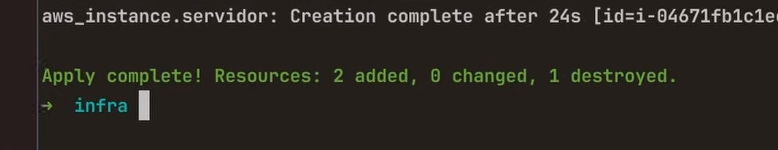 aws_instance.servidor: Creation complete after 24s [id=i-04671fb1c1e
Apply complete! Resources: 2 added, 0 changed, 1 destroyed.
→ infra